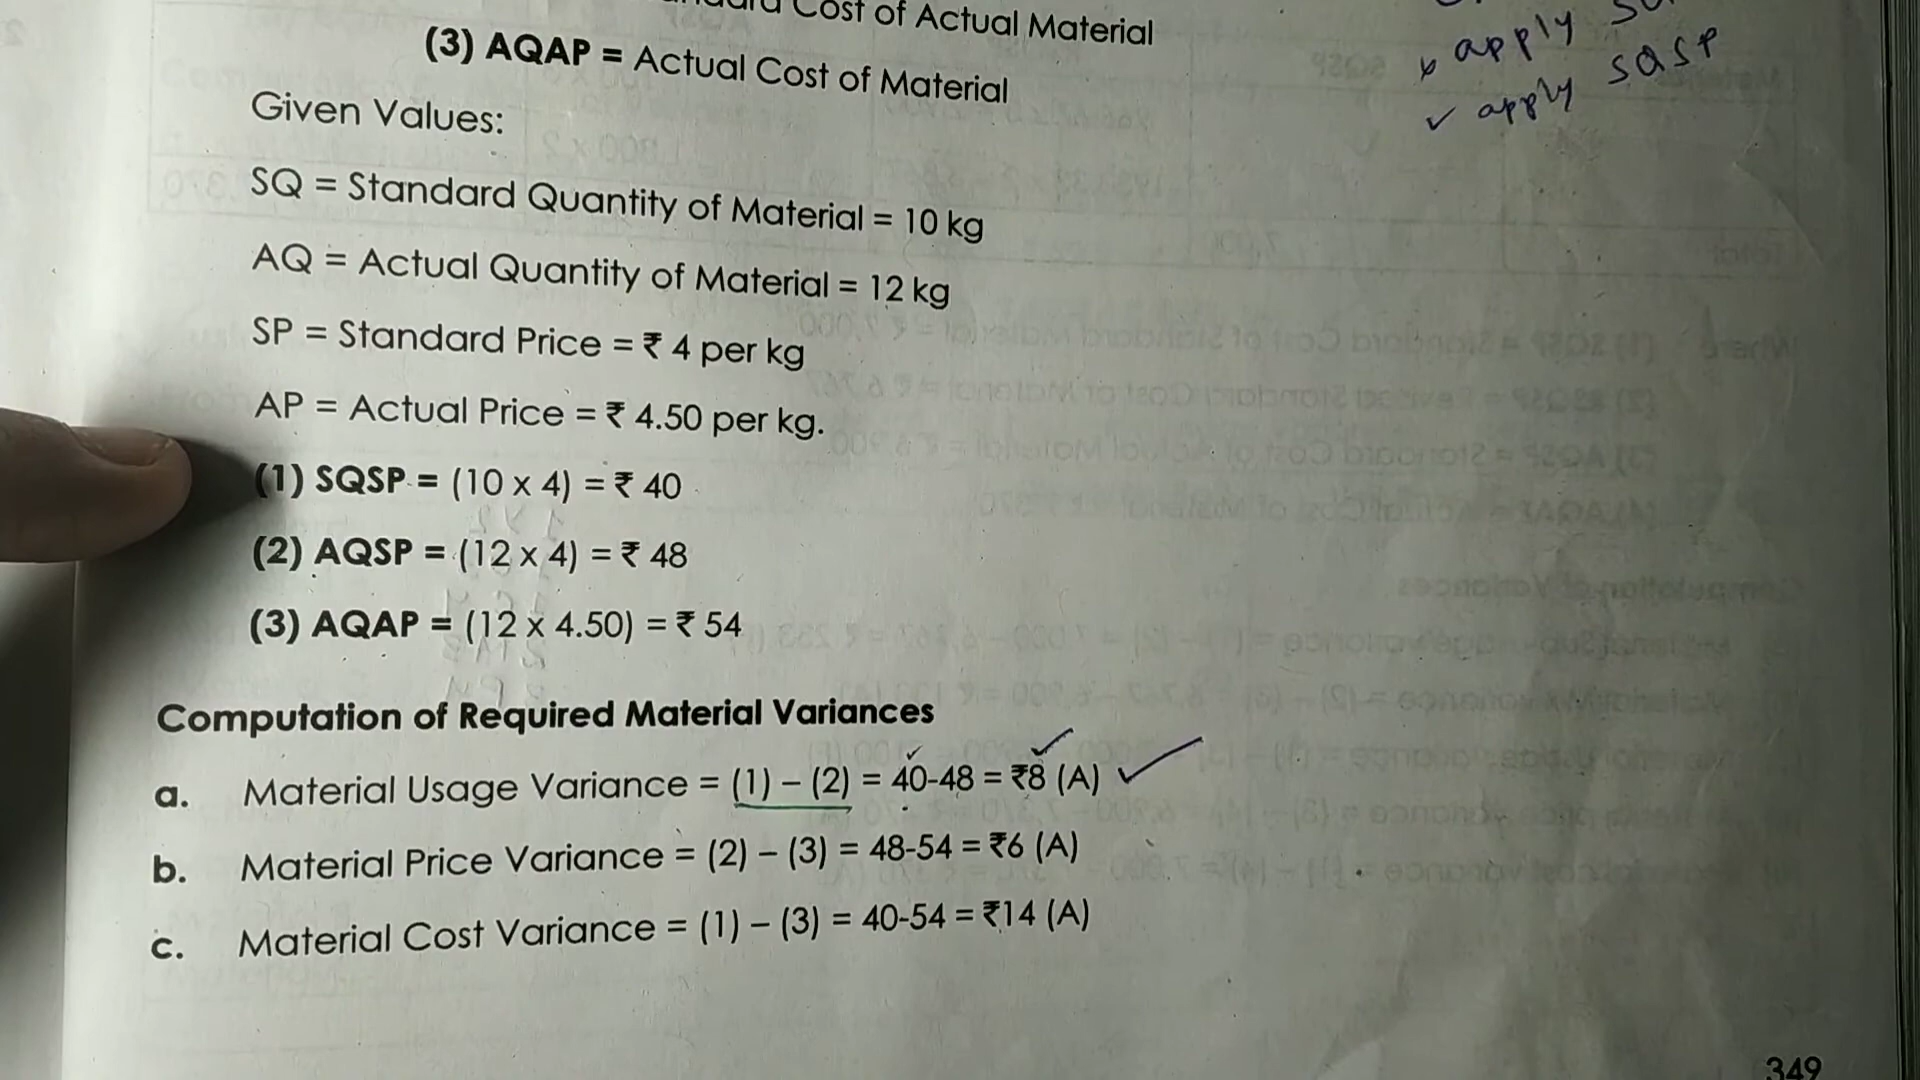 Cost of Actual Material
(3) AQAP = Actual Cost of Material
x apply
✓ apply SQSP
Given Values:
SQ = Standard Quantity of Material = 10 kg
AQ = Actual Quantity of Material = 12 kg
SP = Standard Price = ₹ 4 per kg
AP = Actual Price = ₹ 4.50 per kg.
(1) SQSP = (10 x 4) = ₹ 40
(2) AQSP = (12 x 4) = ₹ 48
(3) AQAP = (12 x 4.50) = ₹ 54
Computation of Required Material Variances
a. Material Usage Variance = (1) – (2) = 40-48 = ₹8 (A)
b. Material Price Variance = (2) – (3) = 48-54 = ₹6 (A)
c. Material Cost Variance = (1) – (3) = 40-54 = ₹14 (A)
349